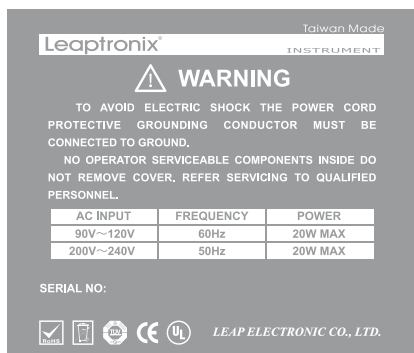 Taiwan Made
Leaptronix®
INSTRUMENT
WARNING
TO AVOID ELECTRIC SHOCK THE POWER CORD
PROTECTIVE GROUNDING CONDUCTOR MUST BE
CONNECTED TO GROUND.
NO OPERATOR SERVICEABLE COMPONENTS INSIDE DO
NOT REMOVE COVER. REFER SERVICING TO QUALIFIED
PERSONNEL.
AC INPUT FREQUENCY POWER
90V～120V 60Hz 20W MAX
200V～240V 50Hz 20W MAX
SERIAL NO:
RoHS TÜV CE UL LEAP ELECTRONIC CO., LTD.